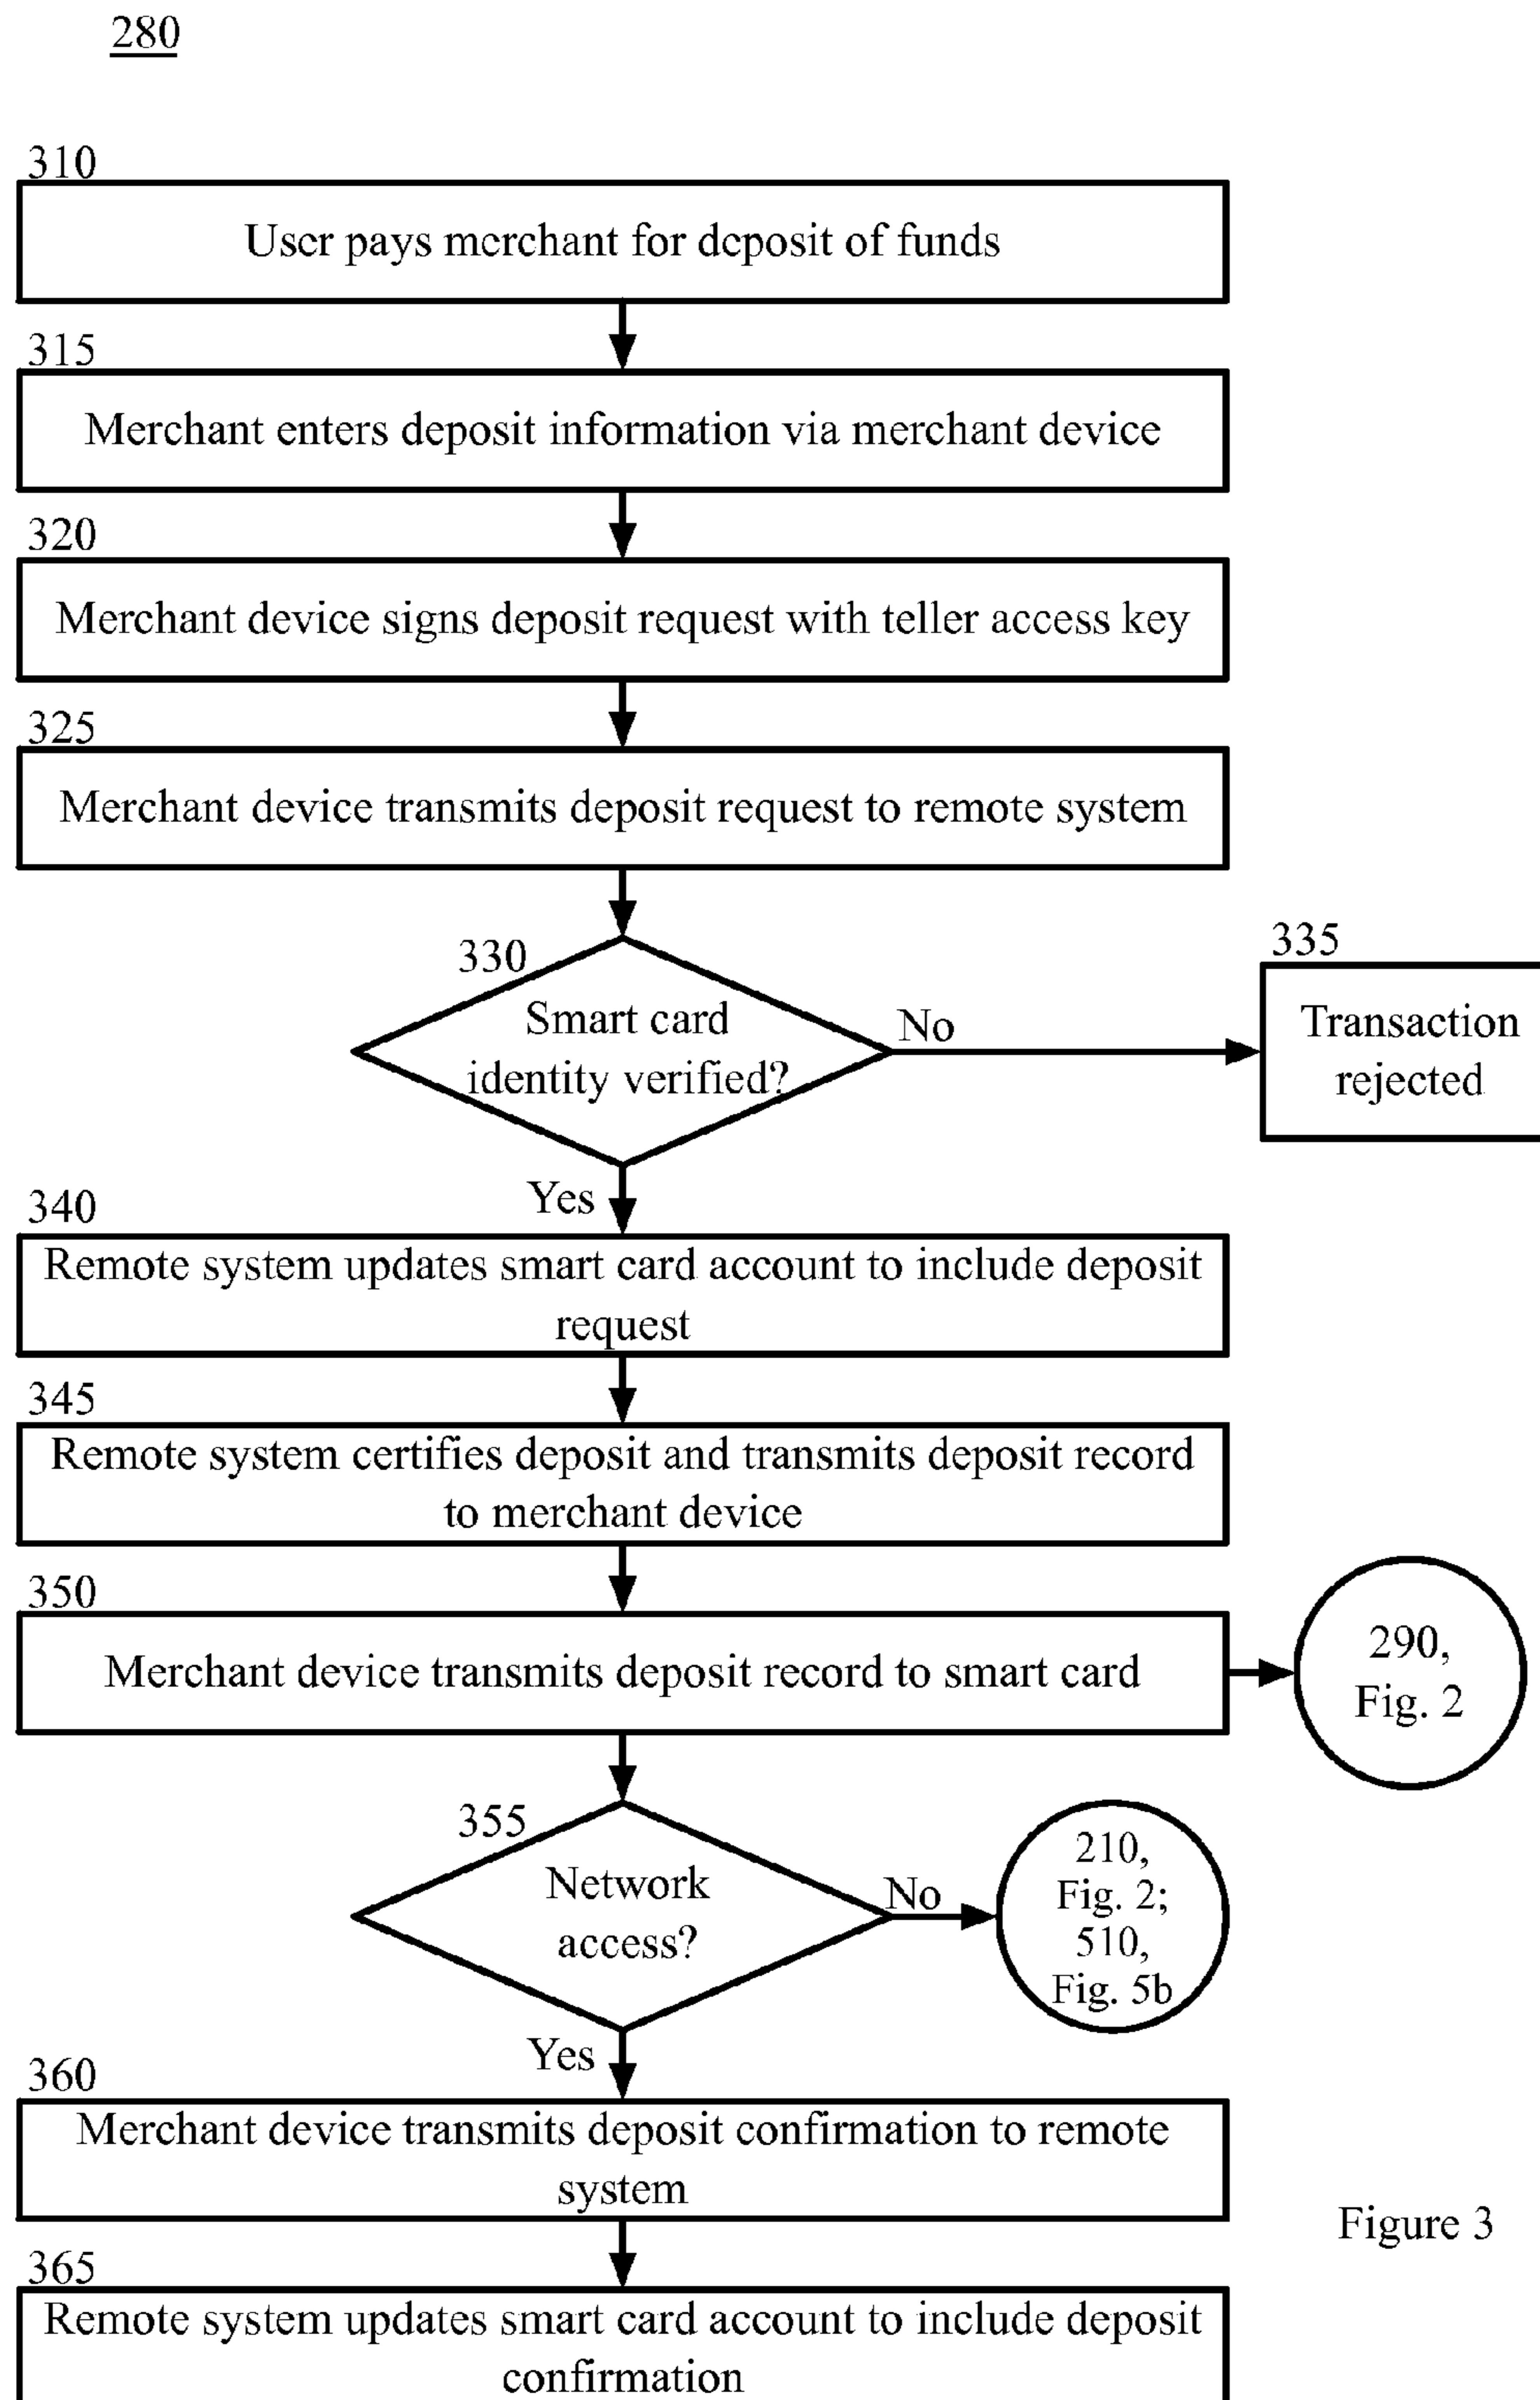 280
310
User pays merchant for deposit of funds
315
Merchant enters deposit information via merchant device
320
Merchant device signs deposit request with teller access key
325
Merchant device transmits deposit request to remote system
330
Smart card
identity verified?
No
335
Transaction
rejected
Yes
340
Remote system updates smart card account to include deposit
request
345
Remote system certifies deposit and transmits deposit record
to merchant device
350
Merchant device transmits deposit record to smart card
290,
Fig. 2
355
Network
access?
No
210,
Fig. 2;
510,
Fig. 5b
Yes
360
Merchant device transmits deposit confirmation to remote
system
Figure 3
365
Remote system updates smart card account to include deposit
confirmation